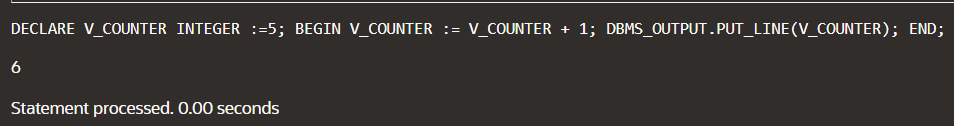 DECLARE V_COUNTER INTEGER :=5; BEGIN V_COUNTER := V_COUNTER + 1; DBMS_OUTPUT.PUT_LINE(V_COUNTER); END;
6
Statement processed. 0.00 seconds